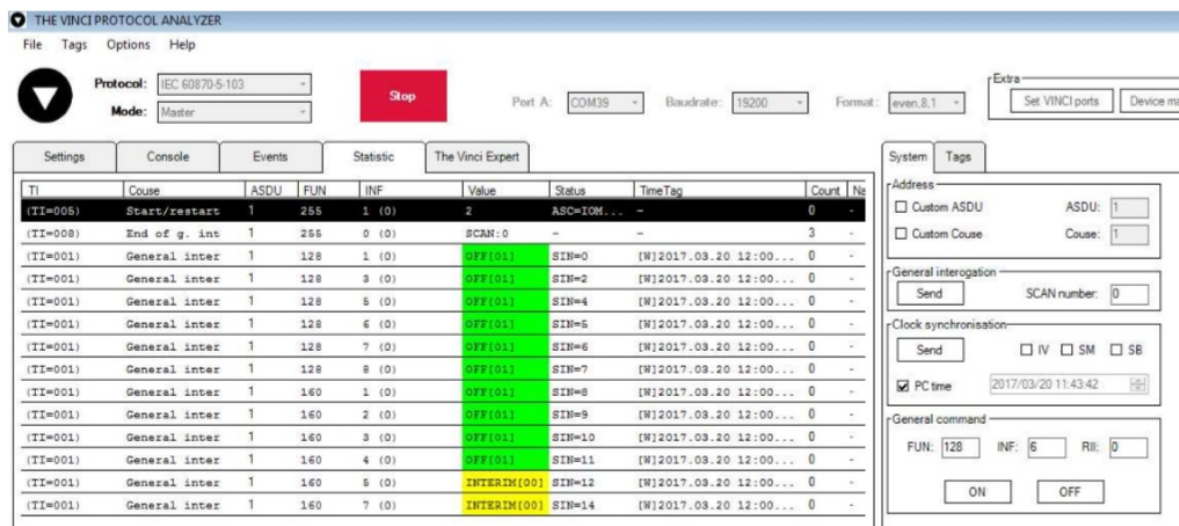 THE VINCI PROTOCOL ANALYZER
File Tags Options Help
Protocol: IEC 60870-5-103
Mode: Master
Stop
Port A: COM39 Baudrate: 19200 Format: even,8,1
Extra
Set VINCI ports Device ma
Settings Console Events Statistic The Vinci Expert
System Tags
TI Couse ASDU FUN INF Value Status TimeTag Count Na
(TI=005) Start/restart 1 255 1 (0) 2 ASC=IOM... - 0 -
(TI=008) End of g. int 1 255 0 (0) SCAN:0 - - 3 -
(TI=001) General inter 1 128 1 (0) OFF[01] SIN=0 [W]2017.03.20 12:00... 0 -
(TI=001) General inter 1 128 3 (0) OFF[01] SIN=2 [W]2017.03.20 12:00... 0 -
(TI=001) General inter 1 128 5 (0) OFF[01] SIN=4 [W]2017.03.20 12:00... 0 -
(TI=001) General inter 1 128 6 (0) OFF[01] SIN=5 [W]2017.03.20 12:00... 0 -
(TI=001) General inter 1 128 7 (0) OFF[01] SIN=6 [W]2017.03.20 12:00... 0 -
(TI=001) General inter 1 128 8 (0) OFF[01] SIN=7 [W]2017.03.20 12:00... 0 -
(TI=001) General inter 1 160 1 (0) OFF[01] SIN=8 [W]2017.03.20 12:00... 0 -
(TI=001) General inter 1 160 2 (0) OFF[01] SIN=9 [W]2017.03.20 12:00... 0 -
(TI=001) General inter 1 160 3 (0) OFF[01] SIN=10 [W]2017.03.20 12:00... 0 -
(TI=001) General inter 1 160 4 (0) OFF[01] SIN=11 [W]2017.03.20 12:00... 0 -
(TI=001) General inter 1 160 5 (0) INTERIM[00] SIN=12 [W]2017.03.20 12:00... 0 -
(TI=001) General inter 1 160 7 (0) INTERIM[00] SIN=14 [W]2017.03.20 12:00... 0 -
Address
Custom ASDU ASDU: 1
Custom Couse Couse: 1
General interogation
Send SCAN number: 0
Clock synchronisation
Send IV SM SB
PC time 2017/03/20 11:43:42
General command
FUN: 128 INF: 6 RII: 0
ON OFF